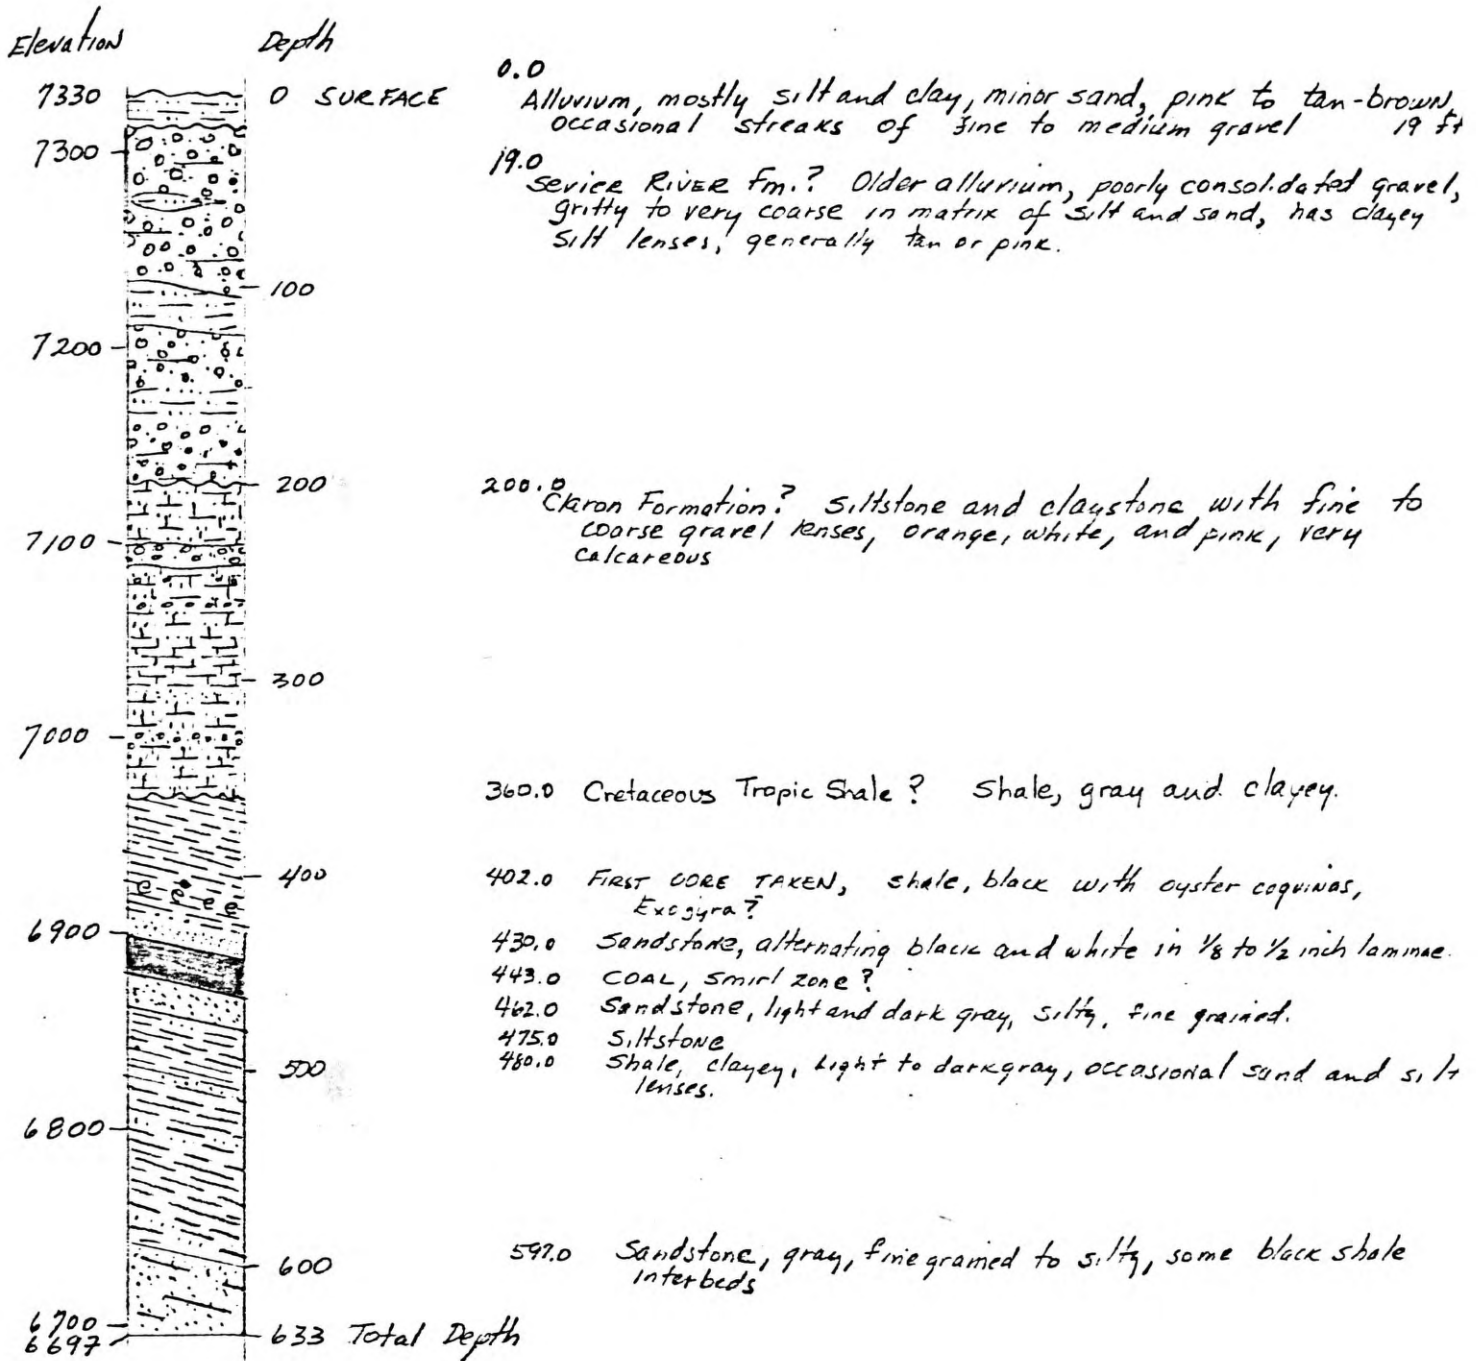 Elevation Depth
7330 0 SURFACE
7300
100
7200
200
7100
300
7000
400
6900
500
6800
600
6700
6697 633 Total Depth
0.0
Alluvium, mostly silt and clay, minor sand, pink to tan-brown,
occasional streaks of fine to medium gravel 19 ft
19.0
Sevier RIVER Fm.? Older alluvium, poorly consolidated gravel,
gritty to very coarse in matrix of silt and sand, has clayey
silt lenses, generally tan or pink.
200.0
Claron Formation? Siltstone and claystone with fine to
coarse gravel lenses, orange, white, and pink, very
calcareous
360.0 Cretaceous Tropic Shale? Shale, gray and clayey.
402.0 FIRST CORE TAKEN, shale, black with oyster coquinas,
Exogyra?
430.0 Sandstone, alternating black and white in 1/8 to 1/2 inch laminae.
443.0 COAL, Smirl zone?
462.0 Sandstone, light and dark gray, silty, fine grained.
475.0 Siltstone
480.0 Shale, clayey, light to dark gray, occasional sand and silt
lenses.
597.0 Sandstone, gray, fine grained to silty, some black shale
interbeds